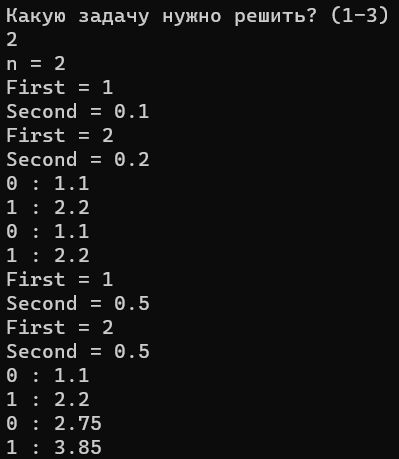 Какую задачу нужно решить? (1-3)
2
n = 2
First = 1
Second = 0.1
First = 2
Second = 0.2
0 : 1.1
1 : 2.2
0 : 1.1
1 : 2.2
First = 1
Second = 0.5
First = 2
Second = 0.5
0 : 1.1
1 : 2.2
0 : 2.75
1 : 3.85